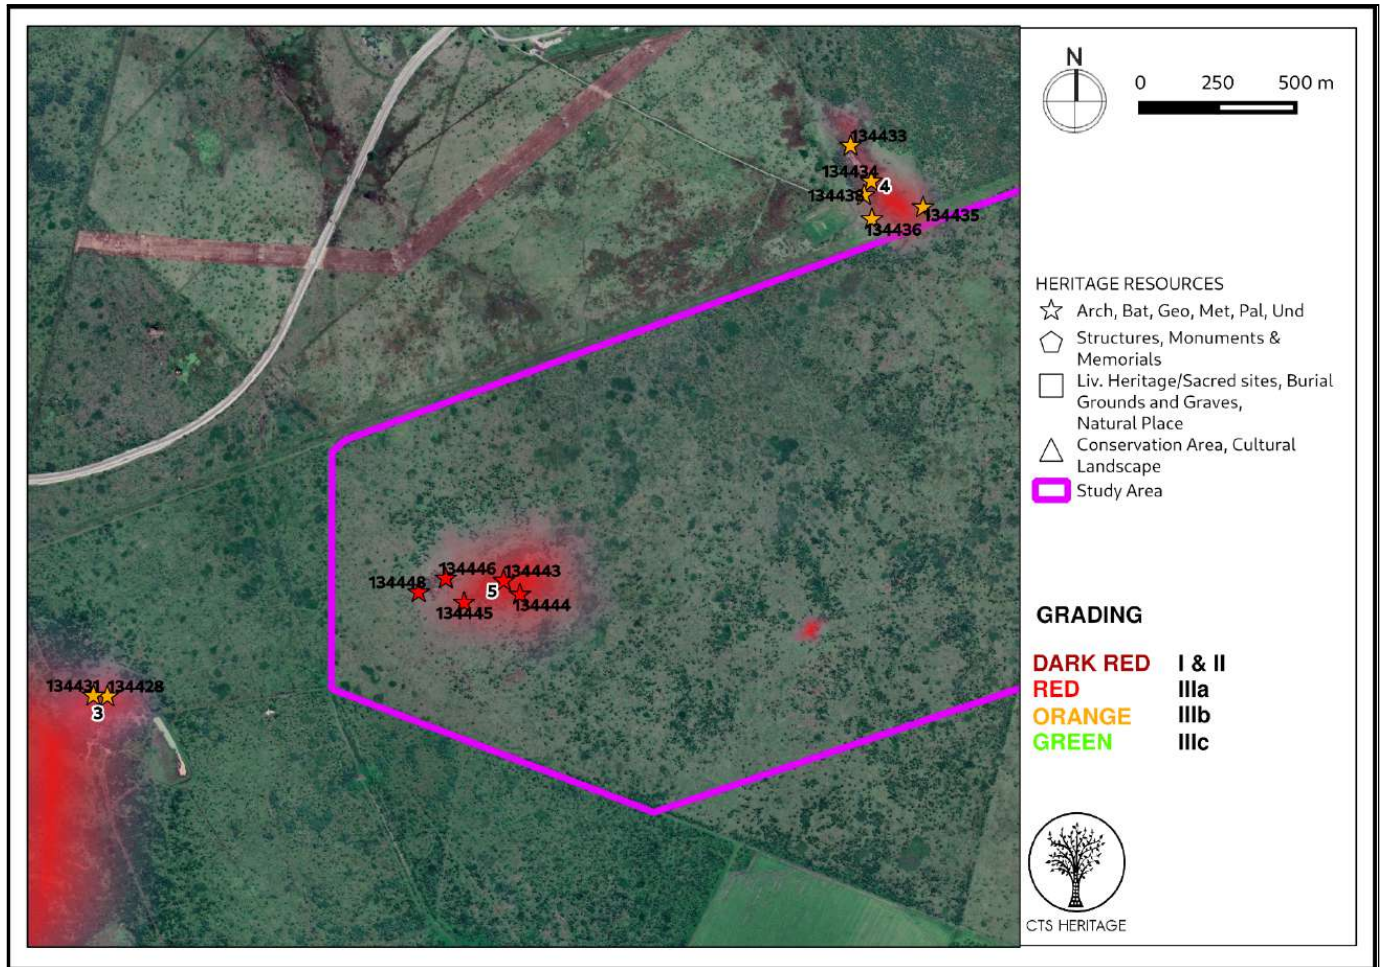 134433
134434
4
134438
134435
134436
134446
134443
134448
5
134444
134445
134431
134428
3
N
0 250 500 m
HERITAGE RESOURCES
Arch, Bat, Geo, Met, Pal, Und
Structures, Monuments &
Memorials
Liv. Heritage/Sacred sites, Burial
Grounds and Graves,
Natural Place
Conservation Area, Cultural
Landscape
Study Area
GRADING
DARK RED I & II
RED IIIa
ORANGE IIIb
GREEN IIIc
CTS HERITAGE